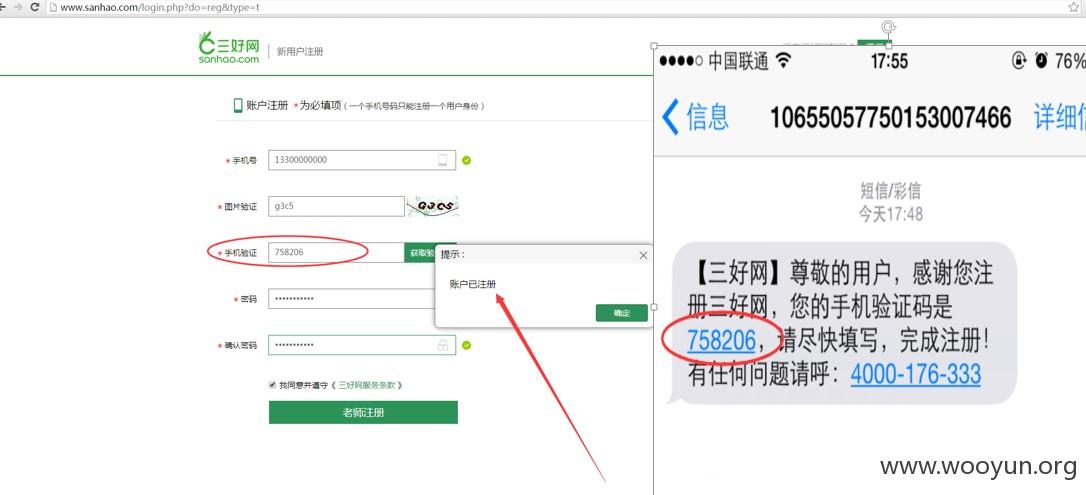 www.sanhao.com/login.php?do=reg&type=t
三好网
sanhao.com
新用户注册
账户注册 *为必填项（一个手机号码只能注册一个用户身份）
* 手机号 13300000000
* 图片验证 g3c5 G3C5
* 手机验证 758206 获取验
提示：
账户已注册
确定
* 密码 •••••••••••
* 确认密码 •••••••••••
我同意并遵守《三好网服务条款》
老师注册
中国联通 17:55 76%
信息 10655057750153007466 详细信
短信/彩信
今天17:48
【三好网】尊敬的用户，感谢您注
册三好网，您的手机验证码是
758206，请尽快填写，完成注册！
有任何问题请呼：4000-176-333
www.wooyun.org